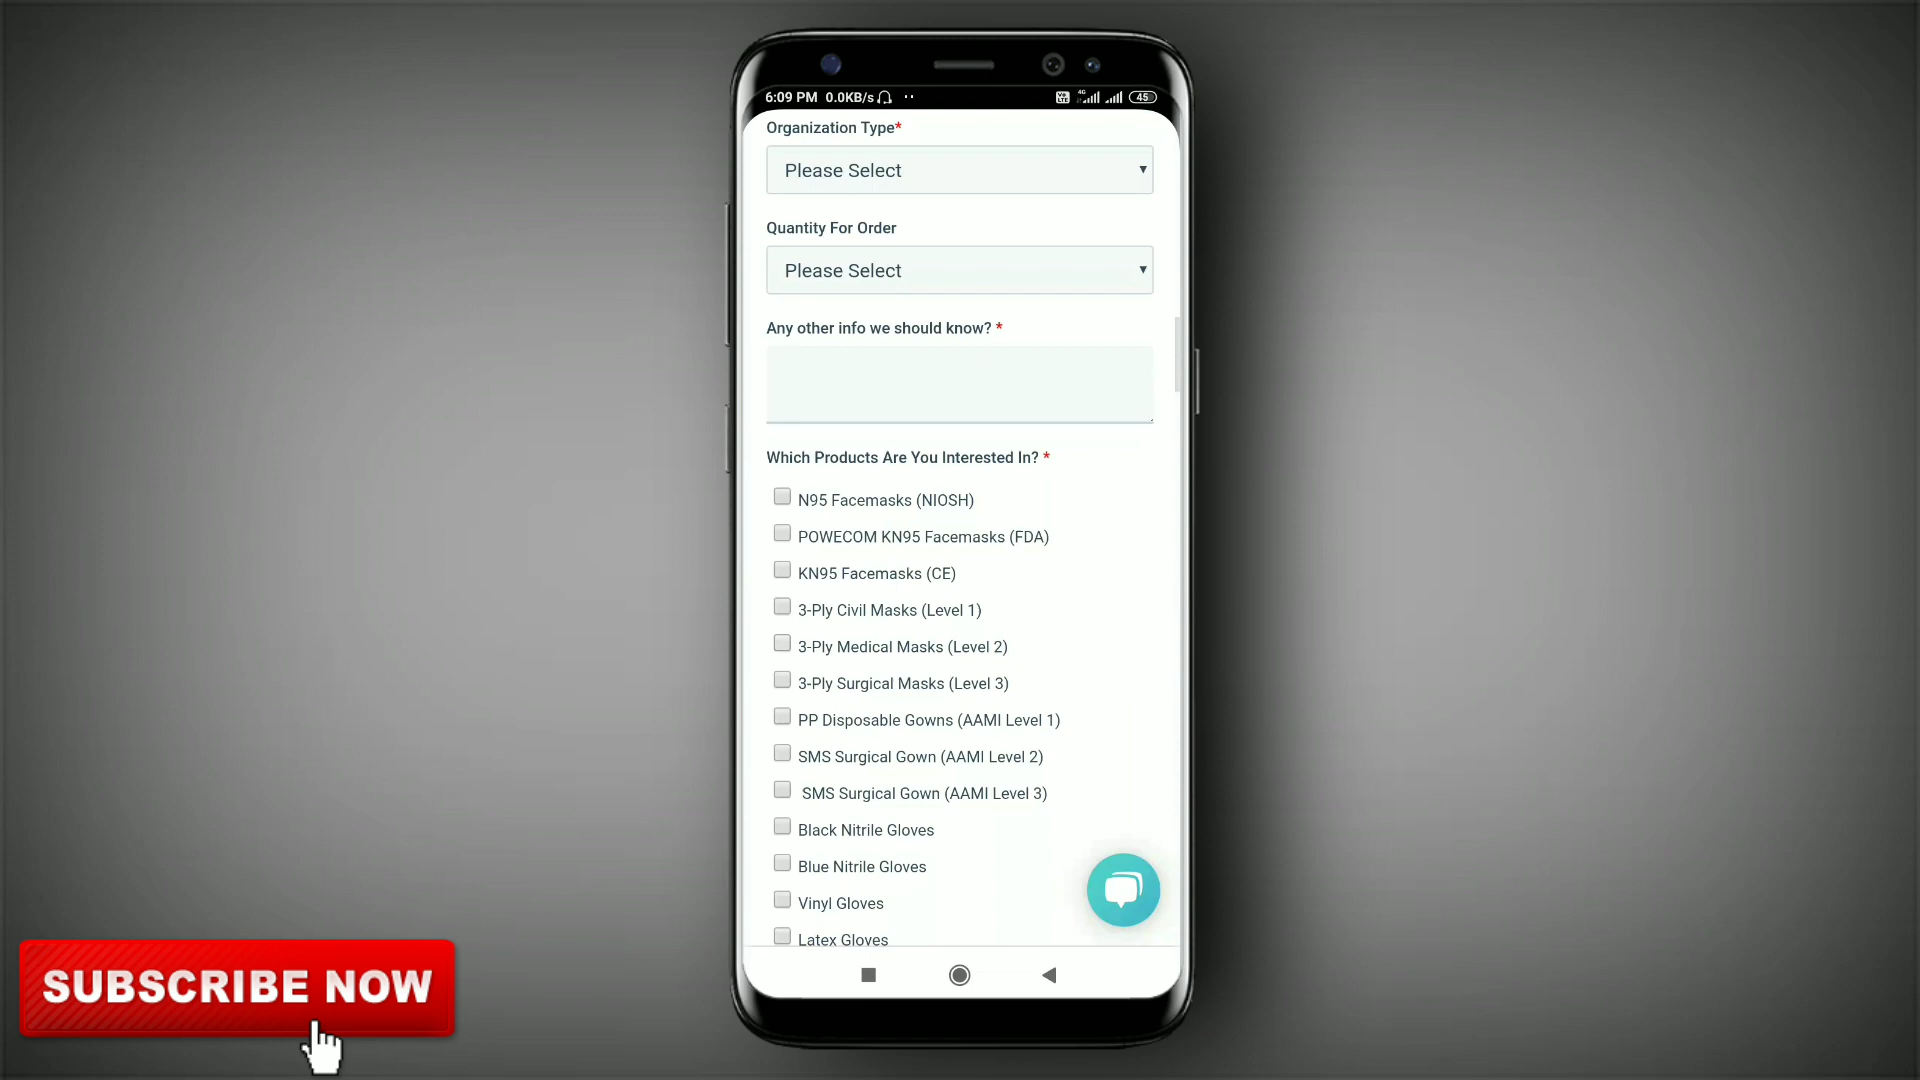 6:09 PM 0.0KB/s 4G 45
Organization Type*
Please Select
Quantity For Order
Please Select
Any other info we should know? *
Which Products Are You Interested In? *
N95 Facemasks (NIOSH)
POWECOM KN95 Facemasks (FDA)
KN95 Facemasks (CE)
3-Ply Civil Masks (Level 1)
3-Ply Medical Masks (Level 2)
3-Ply Surgical Masks (Level 3)
PP Disposable Gowns (AAMI Level 1)
SMS Surgical Gown (AAMI Level 2)
SMS Surgical Gown (AAMI Level 3)
Black Nitrile Gloves
Blue Nitrile Gloves
Vinyl Gloves
Latex Gloves
SUBSCRIBE NOW